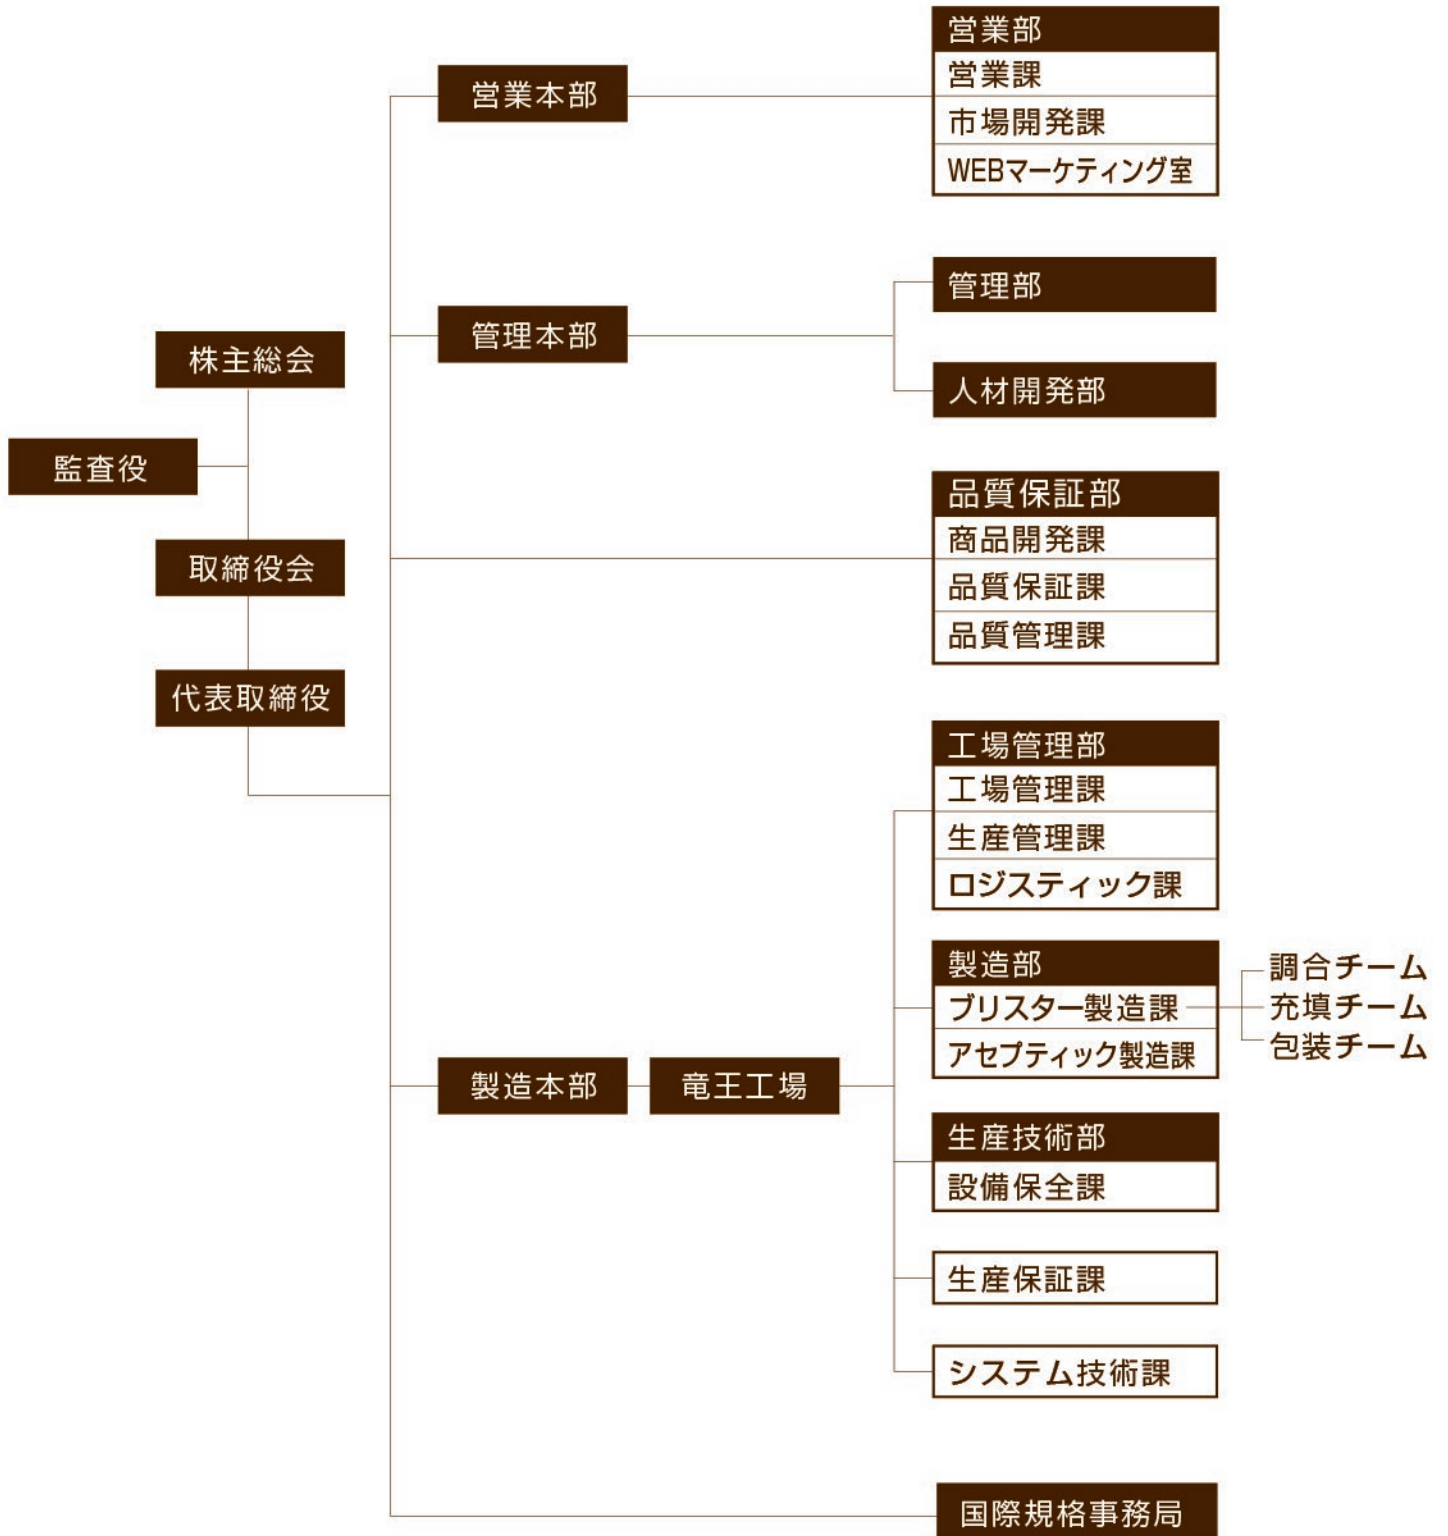 株主総会
監査役
取締役会
代表取締役
営業本部
営業部
営業課
市場開発課
WEBマーケティング室
管理本部
管理部
人材開発部
品質保証部
商品開発課
品質保証課
品質管理課
製造本部
竜王工場
工場管理部
工場管理課
生産管理課
ロジスティック課
製造部
ブリスター製造課
調合チーム
充填チーム
包装チーム
アセプティック製造課
生産技術部
設備保全課
生産保証課
システム技術課
国際規格事務局